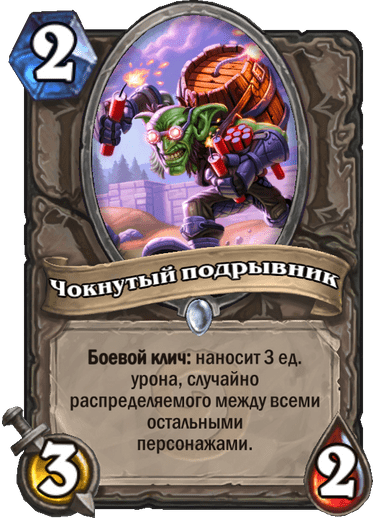 2
Чокнутый подрывник
Боевой клич: наносит 3 ед.
урона, случайно
распределяемого между всеми
остальными
персонажами.
3
2